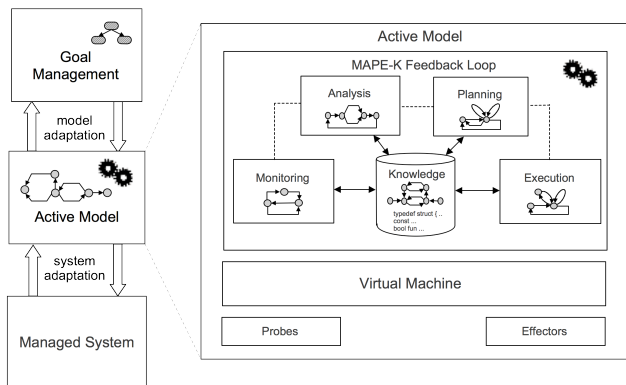 Goal
Management
model
adaptation
Active Model
system
adaptation
Managed System
Active Model
MAPE-K Feedback Loop
Analysis
Planning
Monitoring
Knowledge
typedef struct { ..
const ...
bool fun ...
Execution
Virtual Machine
Probes
Effectors